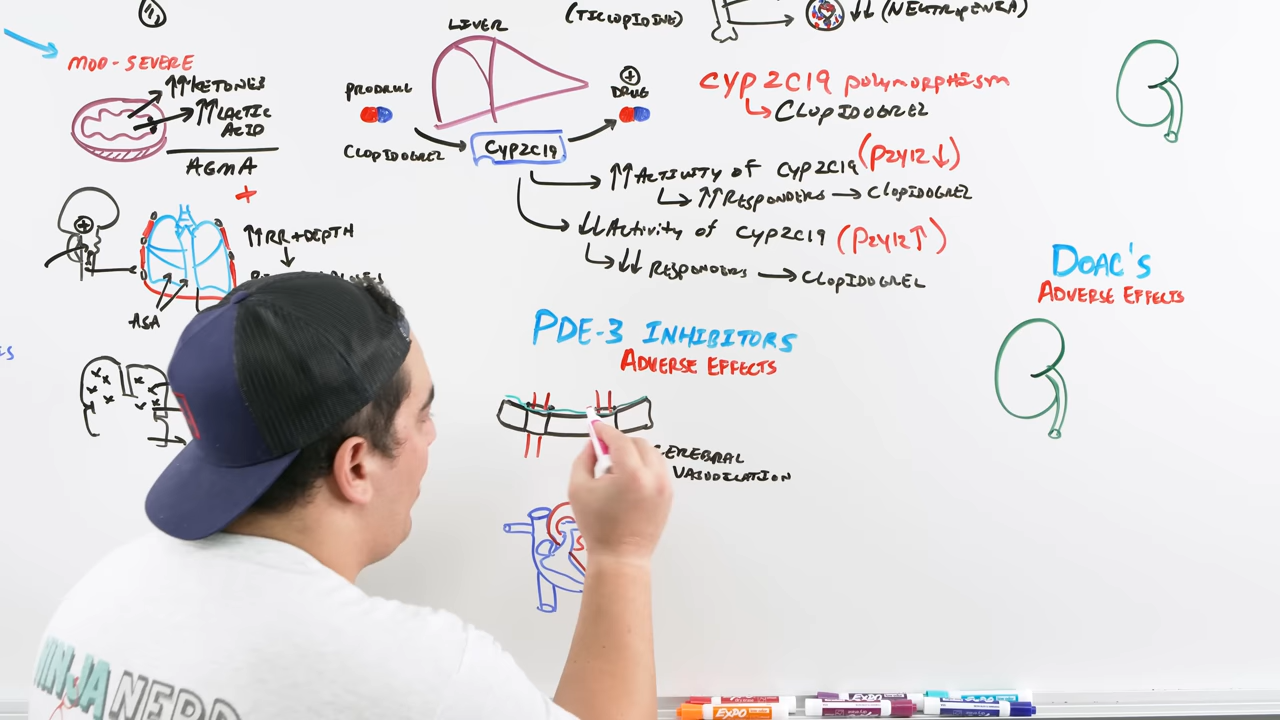 (TICLOPIDINE)
↓↓ (NEUTROPENIA)
MOD-SEVERE
↑↑KETONES
↑↑LACTIC
ACID
AGMA
+
↑↑RR+DEPTH
ASA
LIVER
PRODRUG
CLOPIDOGREL
CYP2C19
+
DRUG
CYP2C19 POLYMORPHISM
CLOPIDOGREL
↑↑ACTIVITY OF CYP2C19 (P2Y12↓)
↑↑RESPONDERS → CLOPIDOGREL
↓↓ACTIVITY OF CYP2C19 (P2Y12↑)
↓↓RESPONDERS → CLOPIDOGREL
PDE-3 INHIBITORS
ADVERSE EFFECTS
CEREBRAL
DOAC'S
ADVERSE EFFECTS
NINJA NERD
EXPO
EXPO